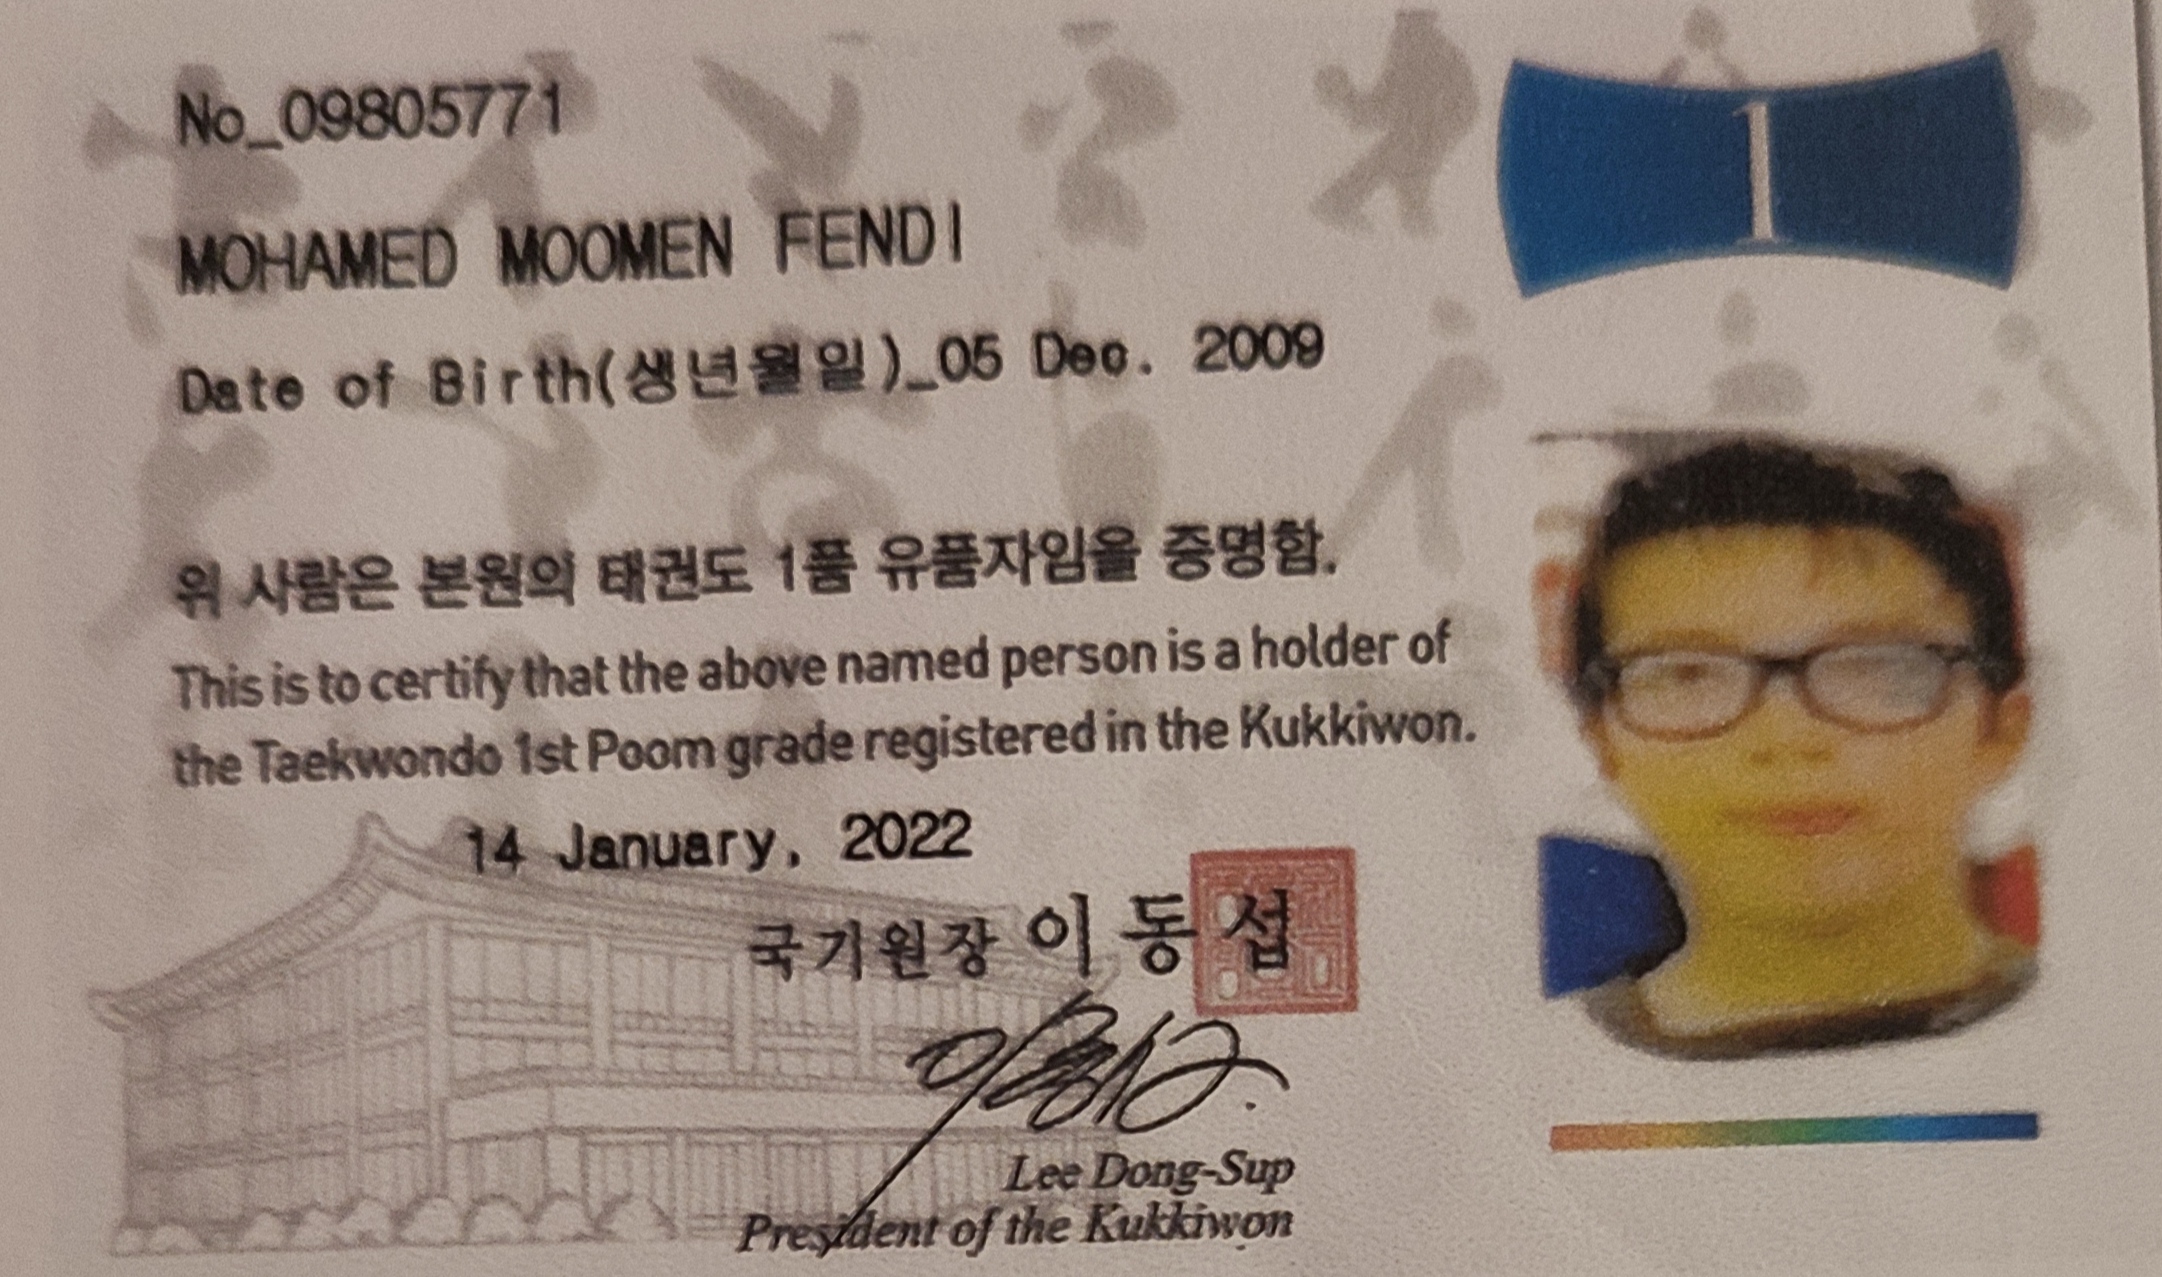 No_09805771
1
MOHAMED MOOMEN FENDI
Date of Birth(생년월일)_05 Dec. 2009
위 사람은 본원의 태권도 1품 유품자임을 증명함.
This is to certify that the above named person is a holder of
the Taekwondo 1st Poom grade registered in the Kukkiwon.
14 January, 2022
국기원장 이동섭
Lee Dong-Sup
President of the Kukkiwon